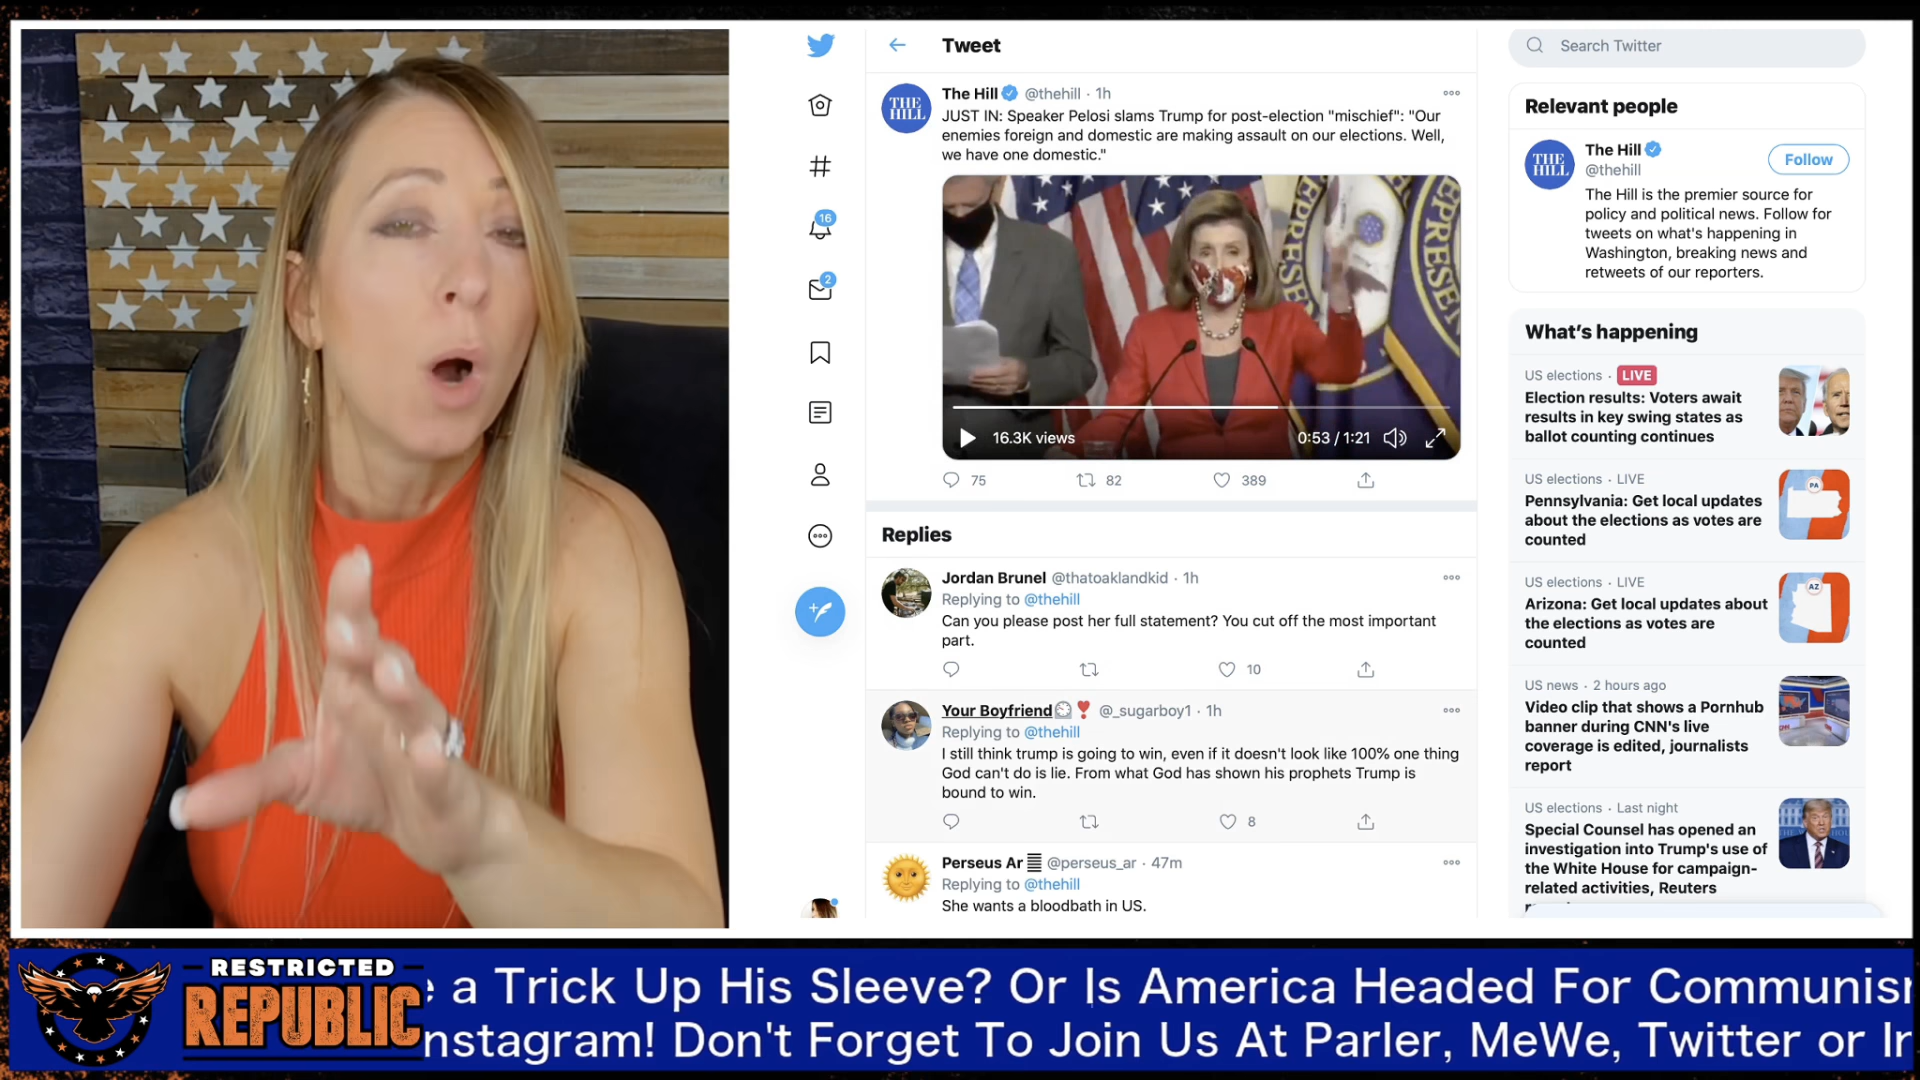 Tweet
The Hill @thehill · 1h
JUST IN: Speaker Pelosi slams Trump for post-election "mischief": "Our
enemies foreign and domestic are making assault on our elections. Well,
we have one domestic."
THE
HILL
16.3K views
0:53 / 1:21
75
82
389
Replies
Jordan Brunel @thatoaklandkid · 1h
Replying to @thehill
Can you please post her full statement? You cut off the most important
part.
10
Your Boyfriend @_sugarboy1 · 1h
Replying to @thehill
I still think trump is going to win, even if it doesn't look like 100% one thing
God can't do is lie. From what God has shown his prophets Trump is
bound to win.
8
Perseus Ar @perseus_ar · 47m
Replying to @thehill
She wants a bloodbath in US.
16
2
Search Twitter
Relevant people
THE
HILL
The Hill
@thehill
Follow
The Hill is the premier source for
policy and political news. Follow for
tweets on what's happening in
Washington, breaking news and
retweets of our reporters.
What's happening
US elections · LIVE
Election results: Voters await
results in key swing states as
ballot counting continues
US elections · LIVE
Pennsylvania: Get local updates
about the elections as votes are
counted
PA
US elections · LIVE
Arizona: Get local updates about
the elections as votes are
counted
AZ
US news · 2 hours ago
Video clip that shows a Pornhub
banner during CNN's live
coverage is edited, journalists
report
US elections · Last night
Special Counsel has opened an
investigation into Trump's use of
the White House for campaign-
related activities, Reuters
RESTRICTED
REPUBLIC
a Trick Up His Sleeve? Or Is America Headed For Communis
nstagram! Don't Forget To Join Us At Parler, MeWe, Twitter or In